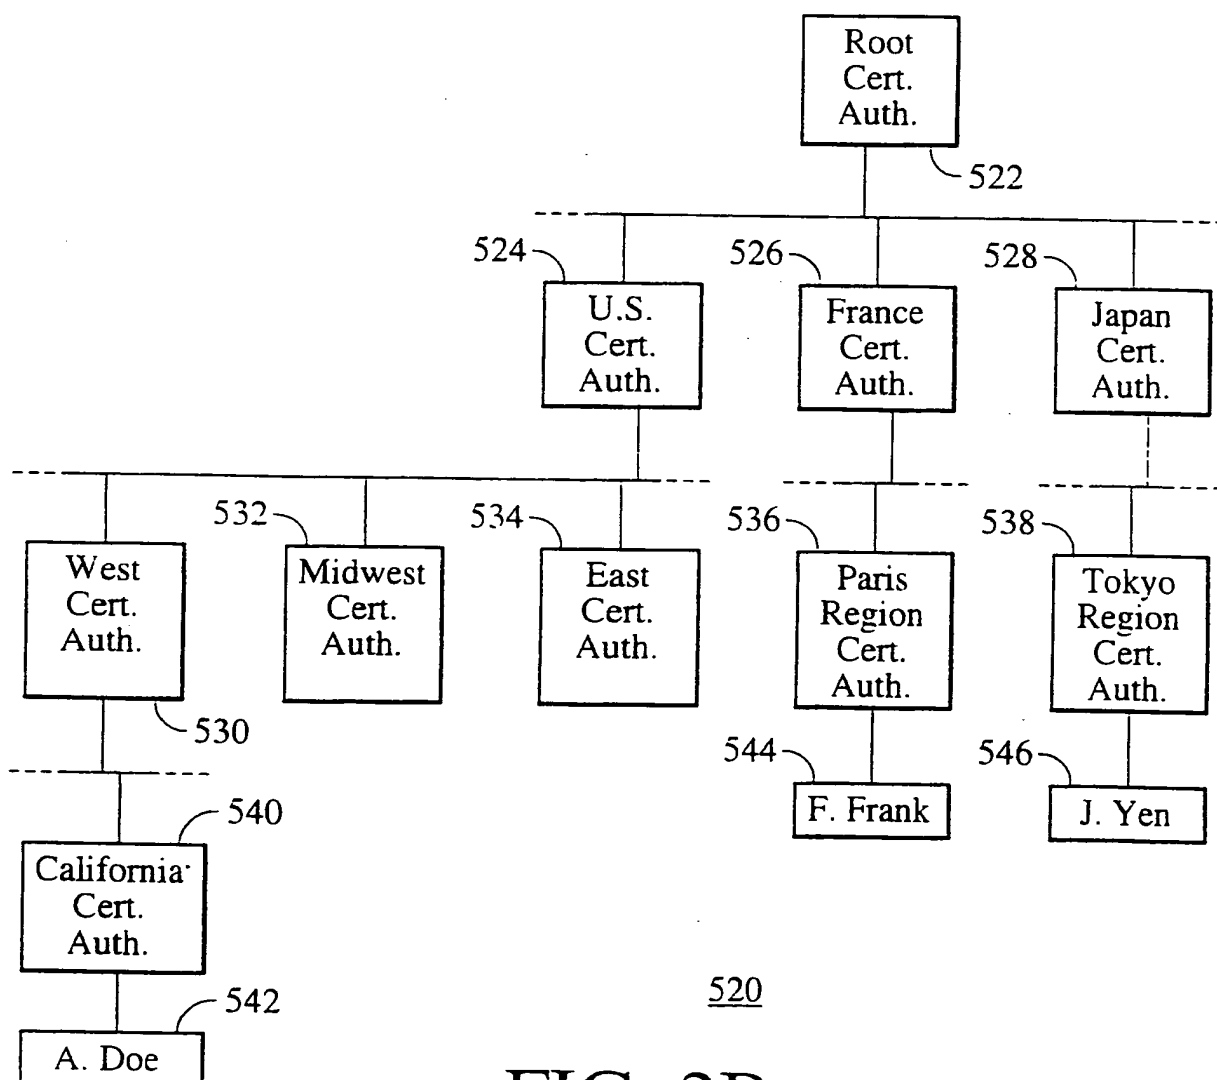 Root
Cert.
Auth.
522
524
526
528
U.S.
Cert.
Auth.
France
Cert.
Auth.
Japan
Cert.
Auth.
532
534
536
538
West
Cert.
Auth.
530
Midwest
Cert.
Auth.
East
Cert.
Auth.
Paris
Region
Cert.
Auth.
Tokyo
Region
Cert.
Auth.
544
546
F. Frank
J. Yen
540
California
Cert.
Auth.
542
A. Doe
520